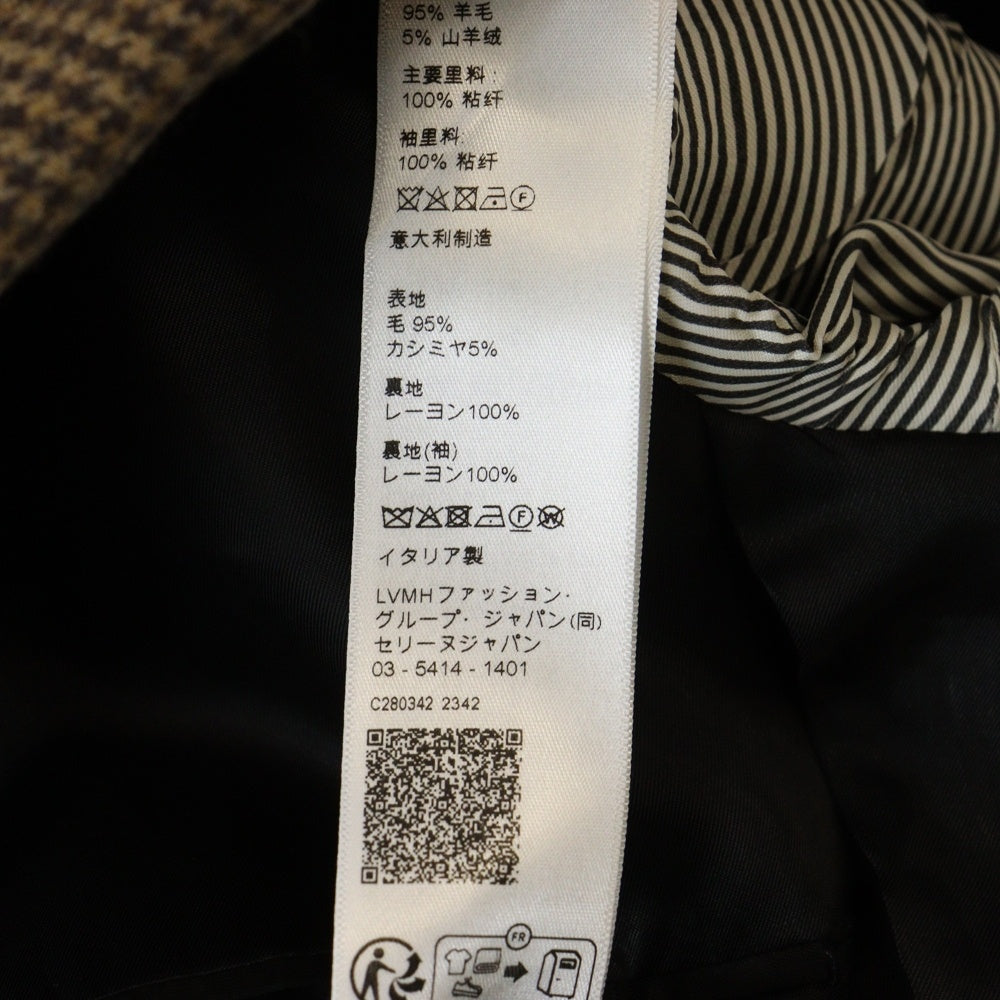 95% 羊毛
5% 山羊绒
主要里料:
100% 粘纤
袖里料:
100% 粘纤
F
意大利制造
表地
毛 95%
カシミヤ5%
裏地
レーヨン100%
裏地(袖)
レーヨン100%
F W
イタリア製
LVMHファッション・
グループ・ジャパン(同)
セリーヌジャパン
03 - 5414 - 1401
C280342 2342
FR